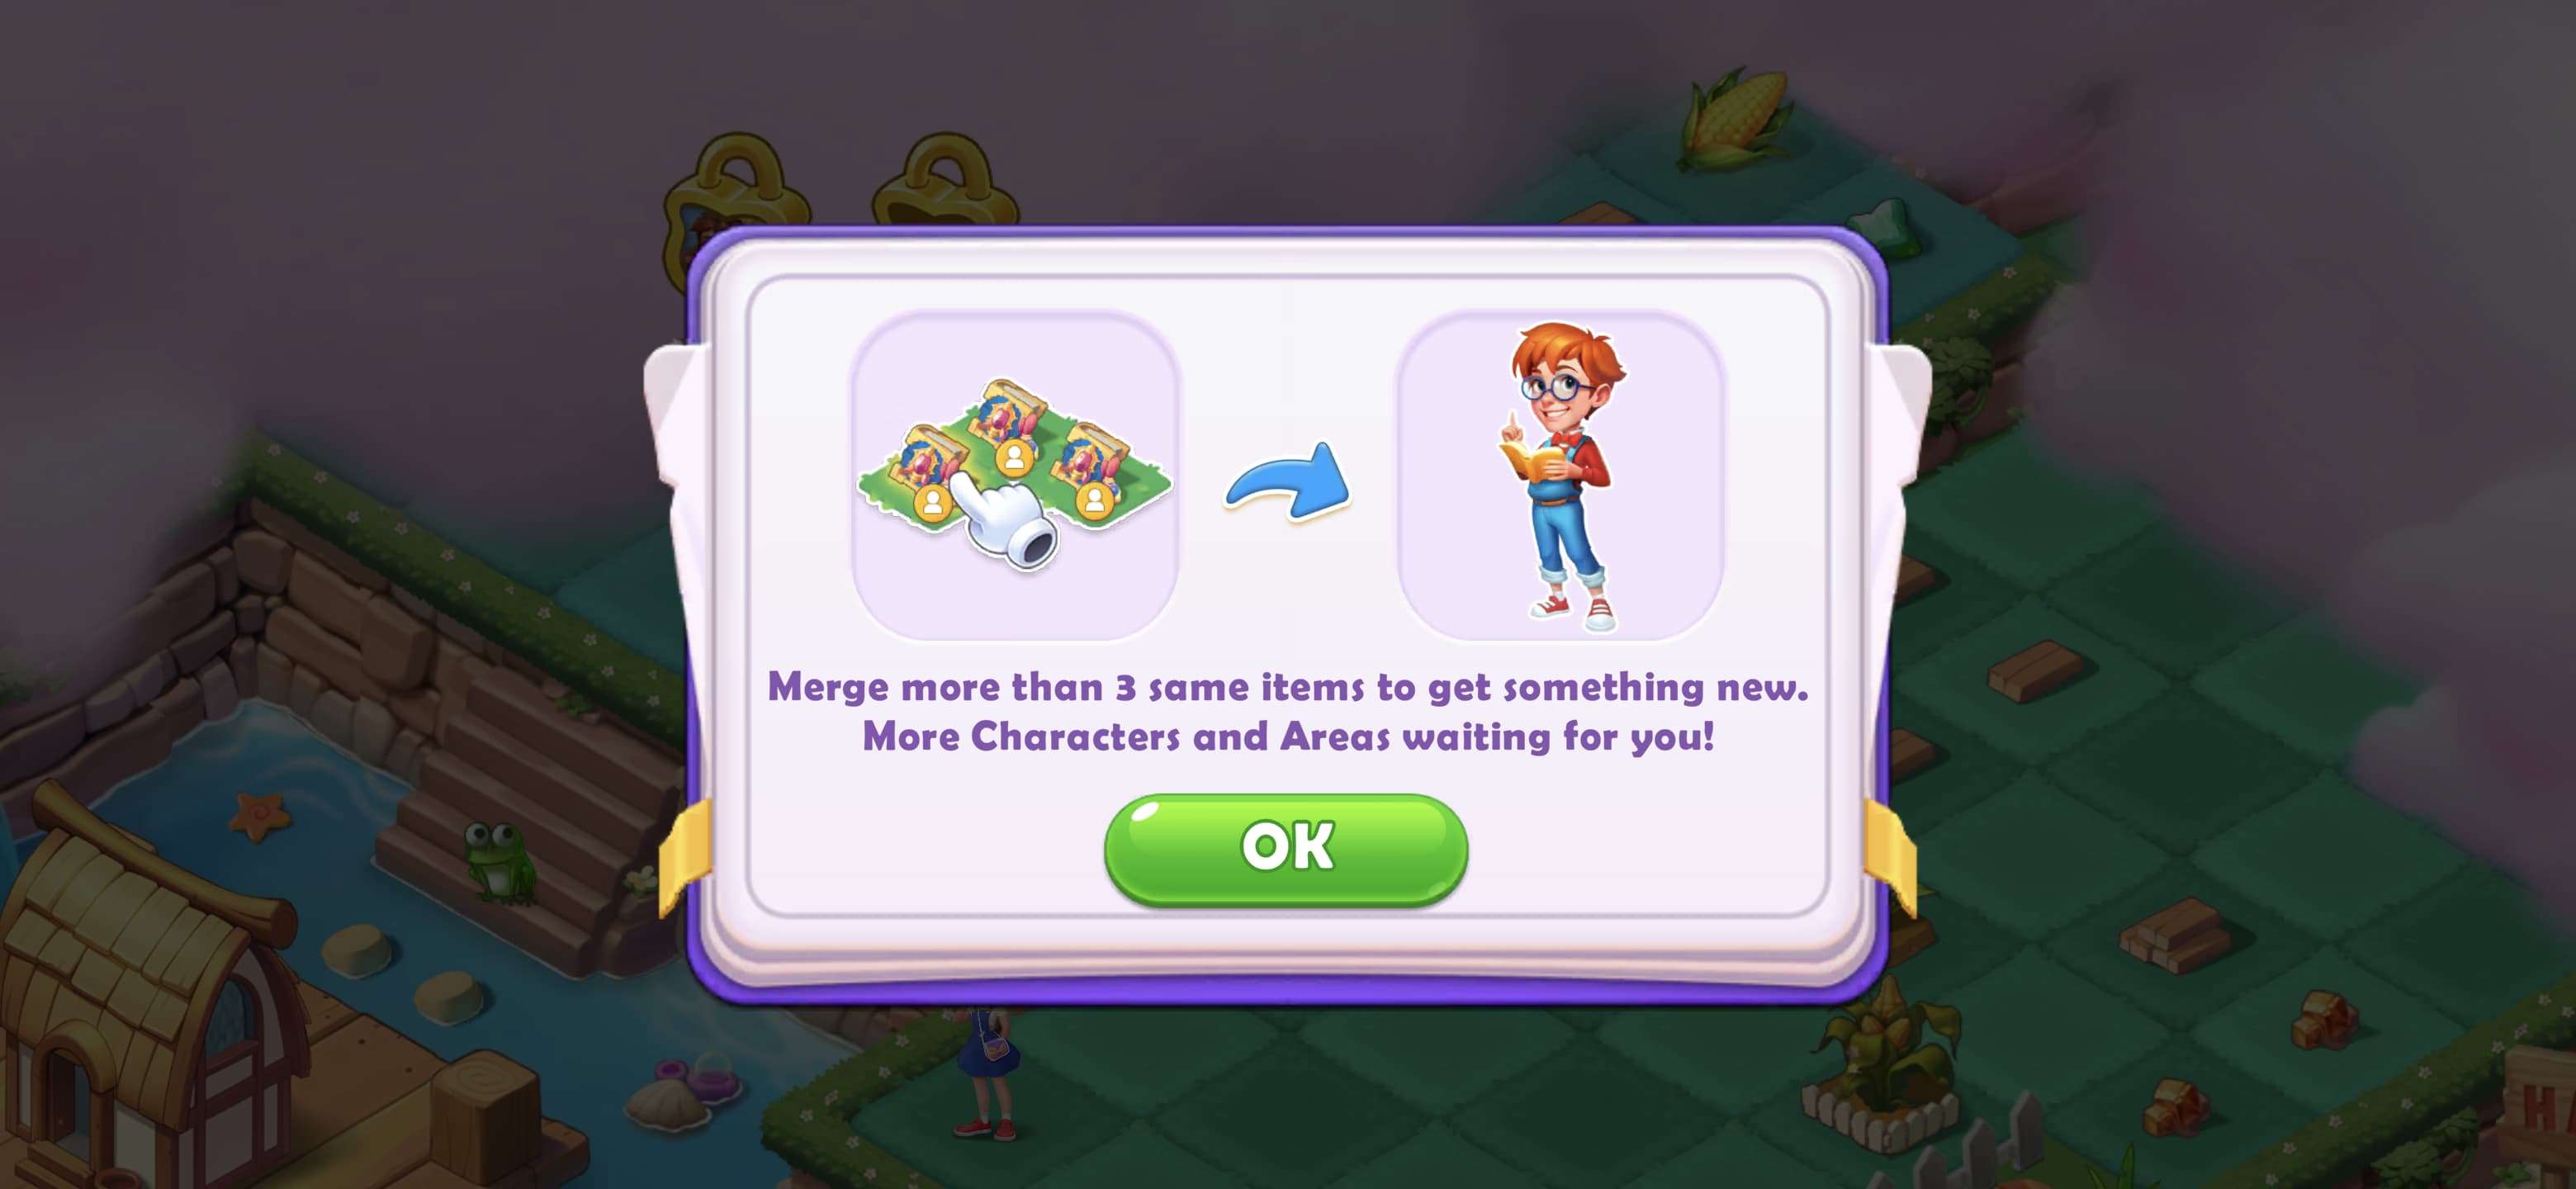 Merge more than 3 same items to get something new.
More Characters and Areas waiting for you!
OK
H